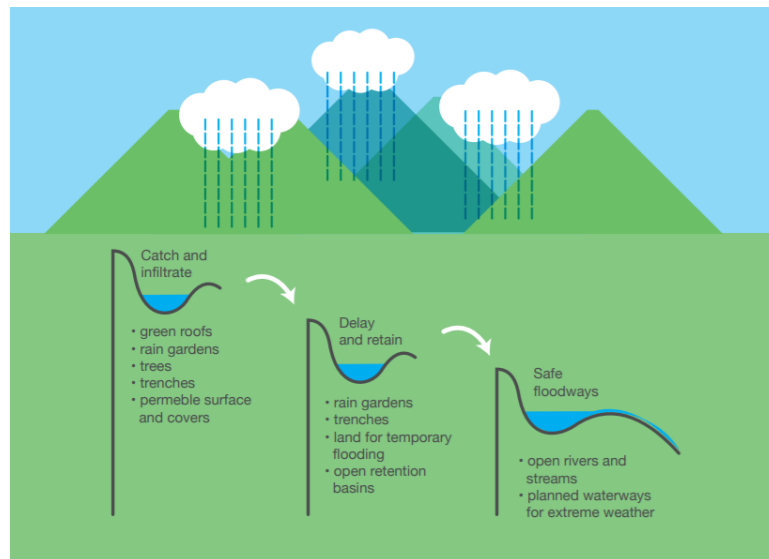 Catch and
infiltrate
• green roofs
• rain gardens
• trees
• trenches
• permeble surface
and covers
Delay
and retain
• rain gardens
• trenches
• land for temporary
flooding
• open retention
basins
Safe
floodways
• open rivers and
streams
• planned waterways
for extreme weather